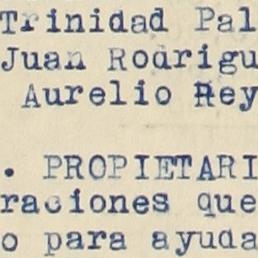 Trinidad Pal
Juan Rodrigu
Aurelio Rey
. PROPIETARI
raciones que
o para ayuda